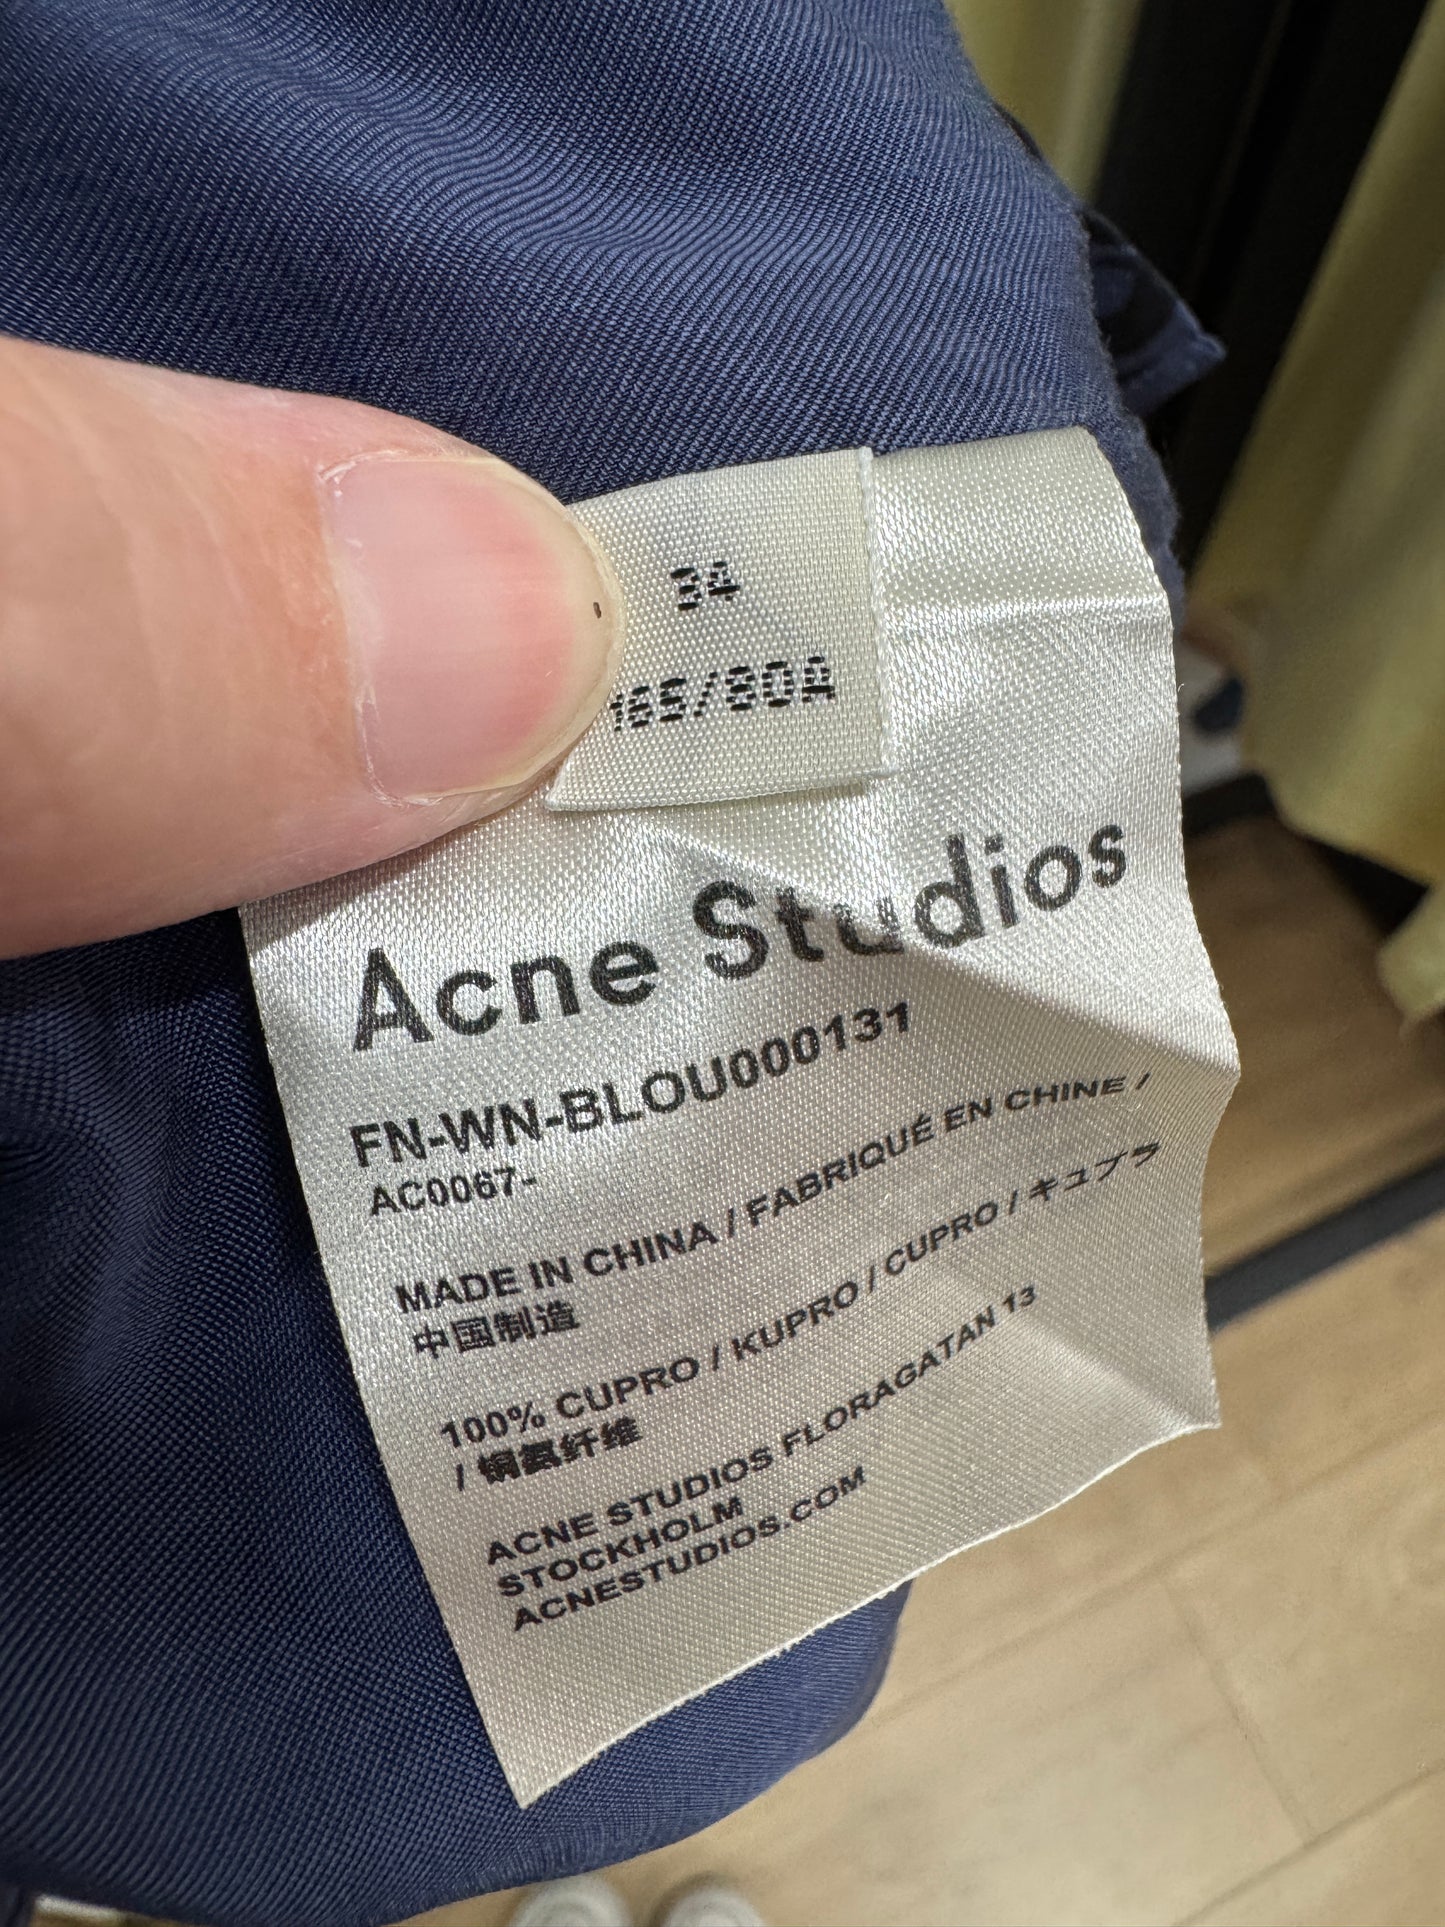 34
165/80A
Acne Studios
FN-WN-BLOU000131
AC0067-
MADE IN CHINA / FABRIQUÉ EN CHINE /
中国制造
100% CUPRO / KUPRO / CUPRO / キュプラ
/ 铜氨纤维
ACNE STUDIOS FLORAGATAN 13
STOCKHOLM
ACNESTUDIOS.COM